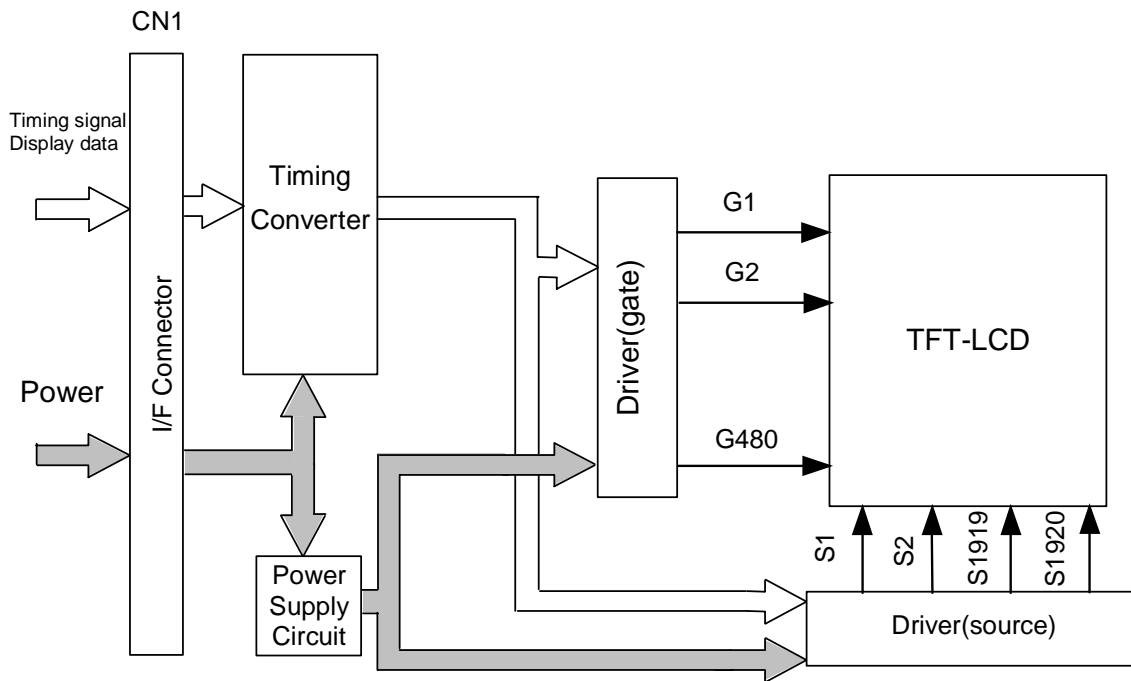 CN1
Timing signal
Display data
Power
I/F Connector
Timing
Converter
Power
Supply
Circuit
Driver(gate)
G1
G2
G480
TFT-LCD
S1
S2
S1919
S1920
Driver(source)